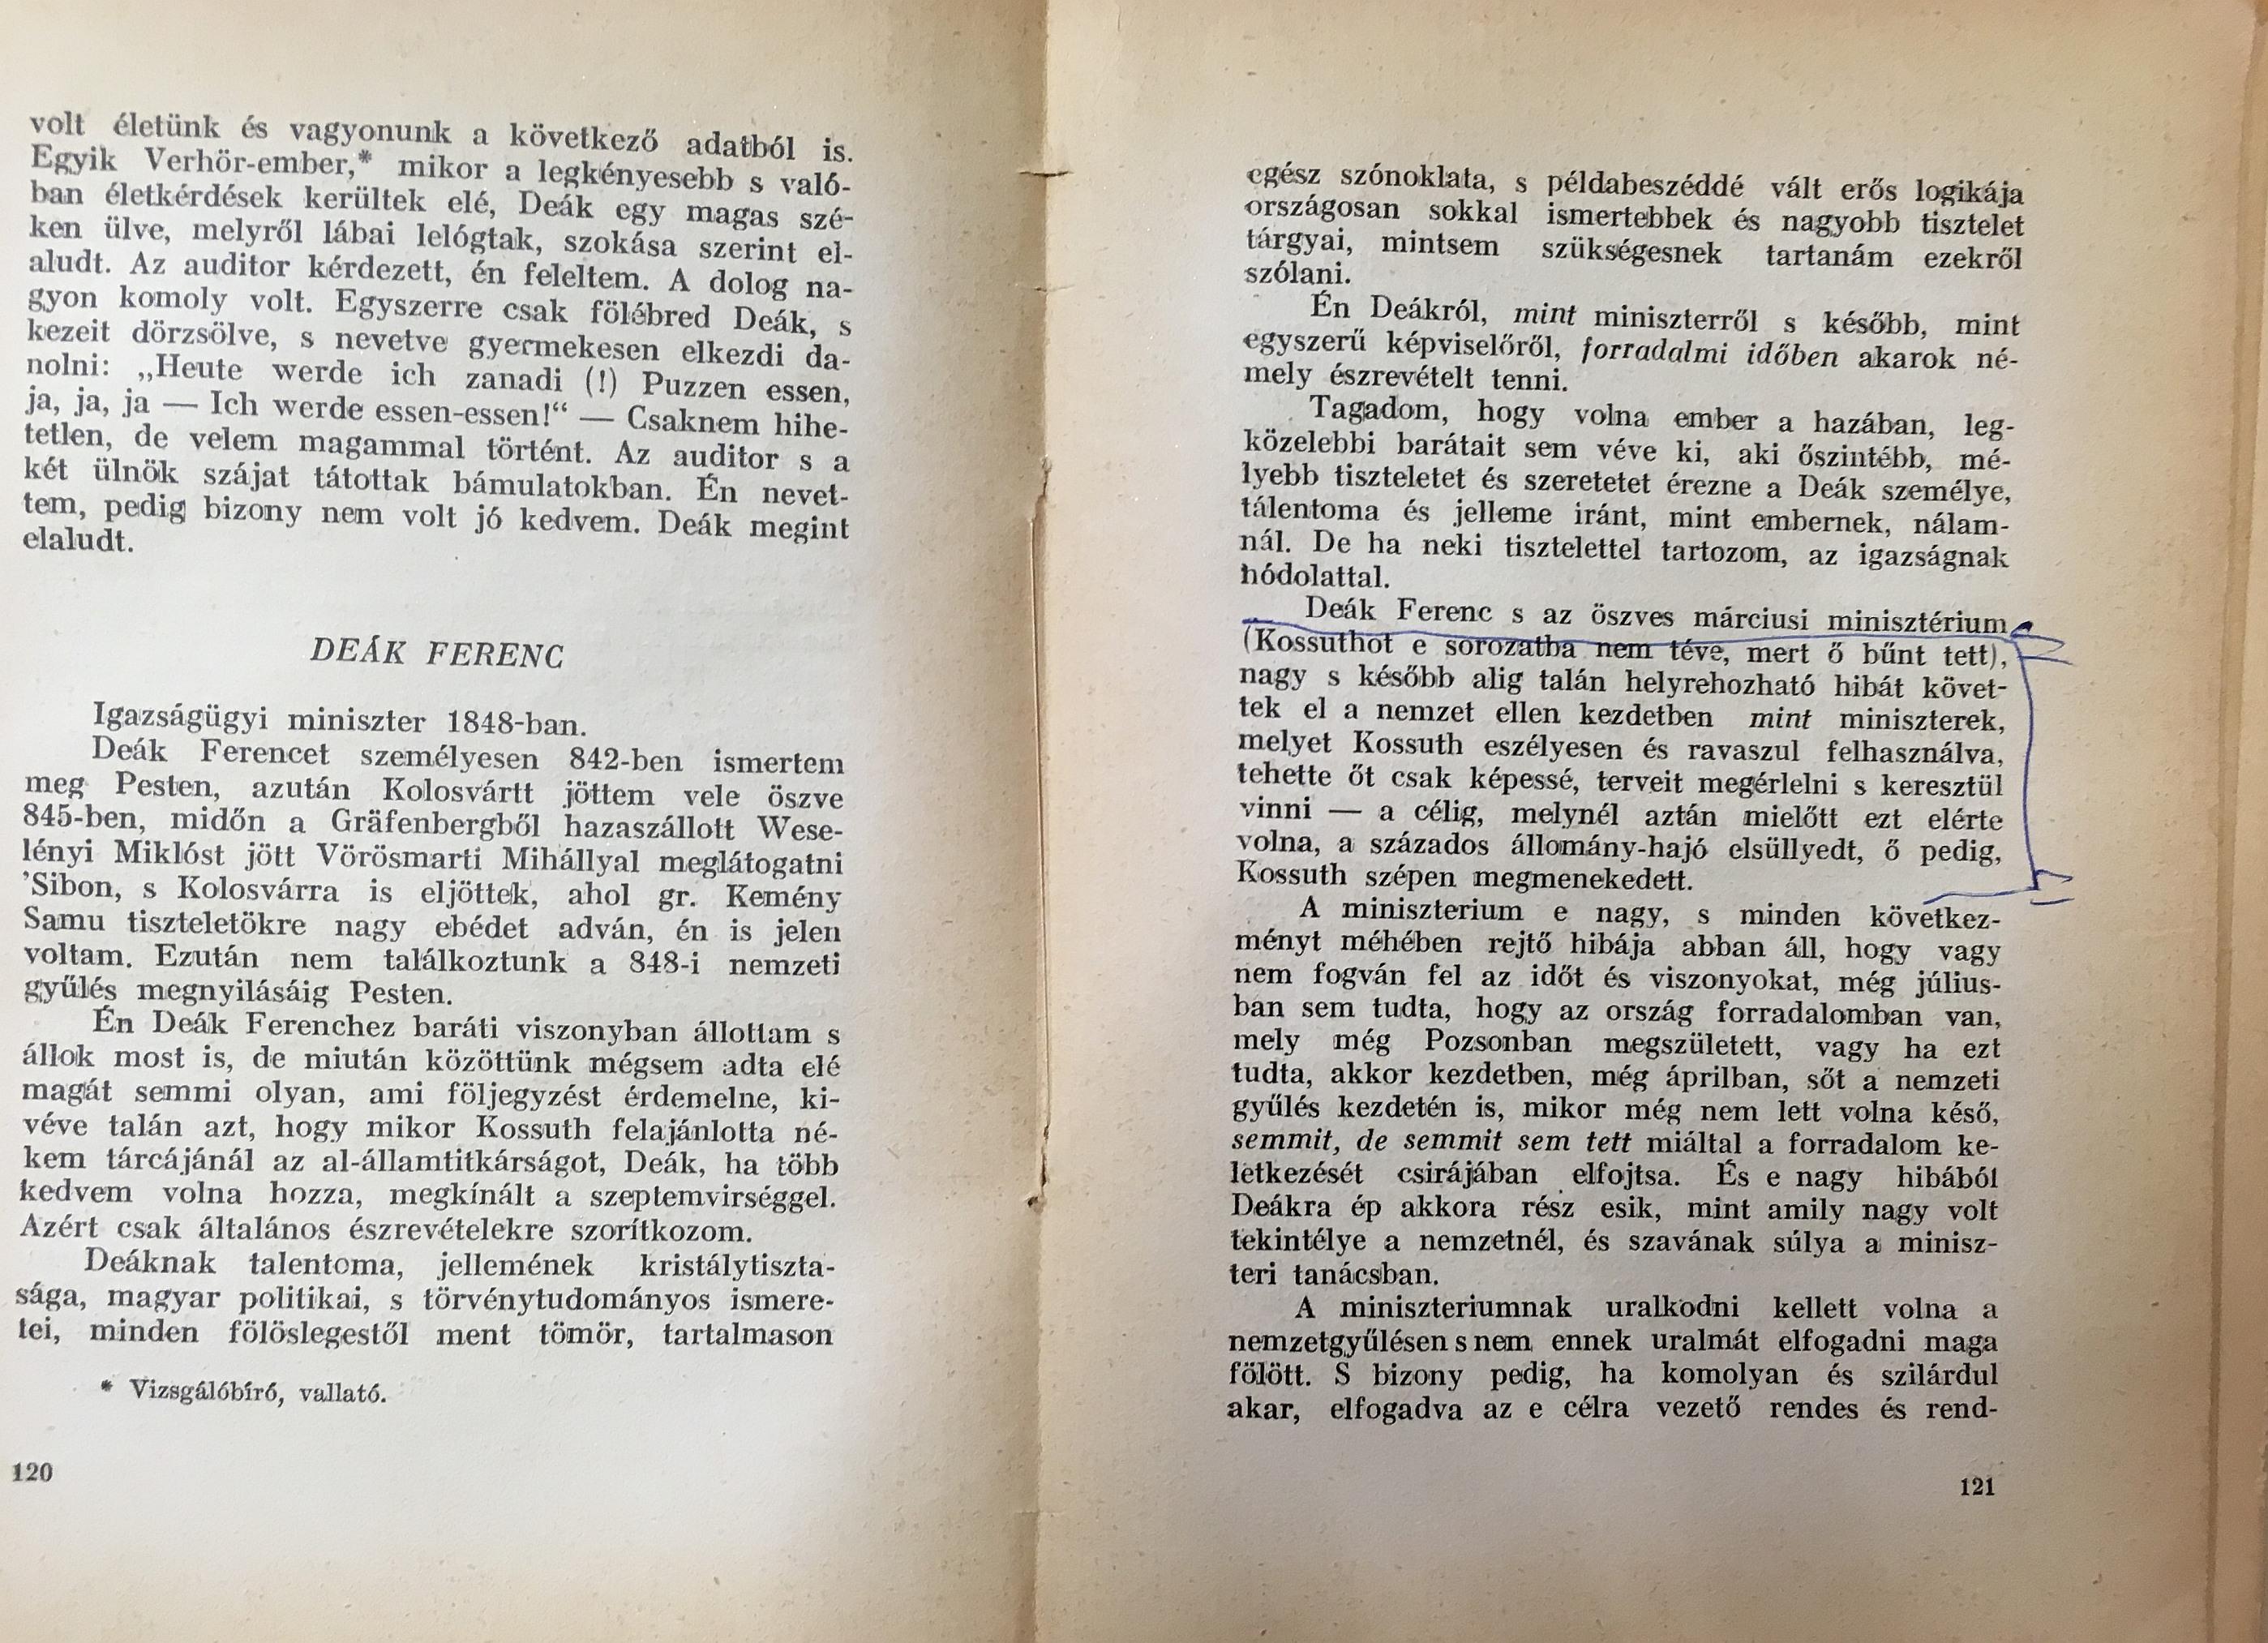 volt életünk és vagyonunk a következő adatból is.
Egyik Verhör-ember,* mikor a legkényesebb s való-
ban életkérdések kerültek elé, Deák egy magas szé-
ken ülve, melyről lábai lelógtak, szokása szerint el-
aludt. Az auditor kérdezett, én feleltem. A dolog na-
gyon komoly volt. Egyszerre csak fölébred Deák, s
kezeit dörzsölve, s nevetve gyermekesen elkezdi da-
nolni: „Heute werde ich zanadi (!) Puzzen essen,
ja, ja, ja — Ich werde essen-essen!“ — Csaknem hihe-
tetlen, de velem magammal történt. Az auditor s a
két ülnök szájat tátottak bámulatokban. Én nevet-
tem, pedig bizony nem volt jó kedvem. Deák megint
elaludt.
DEÁK FERENC
Igazságügyi miniszter 1848-ban.
Deák Ferencet személyesen 842-ben ismertem
meg Pesten, azután Kolosvártt jöttem vele öszve
845-ben, midőn a Gräfenbergből hazaszállott Wese-
lényi Miklóst jött Vörösmarti Mihállyal meglátogatni
’Sibon, s Kolosvárra is eljöttek, ahol gr. Kemény
Samu tiszteletökre nagy ebédet adván, én is jelen
voltam. Ezután nem találkoztunk a 848-i nemzeti
gyűlés megnyilásáig Pesten.
Én Deák Ferenchez baráti viszonyban állottam s
állok most is, de miután közöttünk mégsem adta elé
magát semmi olyan, ami följegyzést érdemelne, ki-
véve talán azt, hogy mikor Kossuth felajánlotta né-
kem tárcájánál az al-államtitkárságot, Deák, ha több
kedvem volna hozza, megkínált a szeptemvirséggel.
Azért csak általános észrevételekre szorítkozom.
Deáknak talentoma, jellemének kristálytiszta-
sága, magyar politikai, s törvénytudományos ismere-
tei, minden fölöslegestől ment tömör, tartalmason
* Vizsgálóbíró, vallató.
120
egész szónoklata, s példabeszéddé vált erős logikája
országosan sokkal ismertebbek és nagyobb tisztelet
tárgyai, mintsem szükségesnek tartanám ezekről
szólani.
Én Deákról, mint miniszterről s később, mint
egyszerű képviselőről, forradalmi időben akarok né-
mely észrevételt tenni.
Tagadom, hogy volna ember a hazában, leg-
közelebbi barátait sem véve ki, aki őszintébb, mé-
lyebb tiszteletet és szeretetet érezne a Deák személye,
tálentoma és jelleme iránt, mint embernek, nálam-
nál. De ha neki tisztelettel tartozom, az igazságnak
hódolattal.
Deák Ferenc s az öszves márciusi minisztérium
(Kossuthot e sorozatba nem téve, mert ő bűnt tett),
nagy s később alig talán helyrehozható hibát követ-
tek el a nemzet ellen kezdetben mint miniszterek,
melyet Kossuth eszélyesen és ravaszul felhasználva,
tehette őt csak képessé, terveit megérlelni s keresztül
vinni — a célig, melynél aztán mielőtt ezt elérte
volna, a százados állomány-hajó elsüllyedt, ő pedig,
Kossuth szépen megmenekedett.
A miniszterium e nagy, s minden következ-
ményt méhében rejtő hibája abban áll, hogy vagy
nem fogván fel az időt és viszonyokat, még július-
ban sem tudta, hogy az ország forradalomban van,
mely még Pozsonban megszületett, vagy ha ezt
tudta, akkor kezdetben, még áprilban, sőt a nemzeti
gyűlés kezdetén is, mikor még nem lett volna késő,
semmit, de semmit sem tett miáltal a forradalom ke-
letkezését csirájában elfojtsa. És e nagy hibából
Deákra ép akkora rész esik, mint amily nagy volt
tekintélye a nemzetnél, és szavának súlya a minisz-
teri tanácsban.
A miniszteriumnak uralkodni kellett volna a
nemzetgyűlésen s nem ennek uralmát elfogadni maga
fölött. S bizony pedig, ha komolyan és szilárdul
akar, elfogadva az e célra vezető rendes és rend-
121